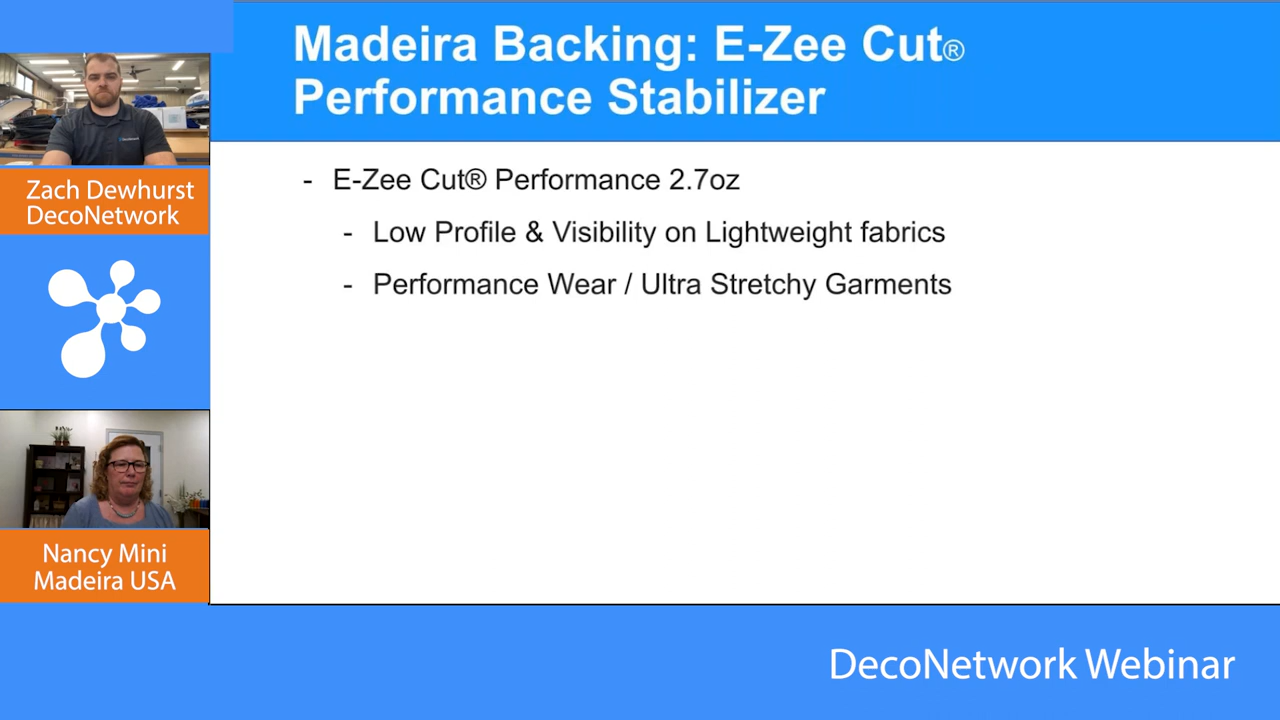 Madeira Backing: E-Zee Cut®
Performance Stabilizer
- E-Zee Cut® Performance 2.7oz
- Low Profile & Visibility on Lightweight fabrics
- Performance Wear / Ultra Stretchy Garments
Zach Dewhurst
DecoNetwork
Nancy Mini
Madeira USA
DecoNetwork Webinar